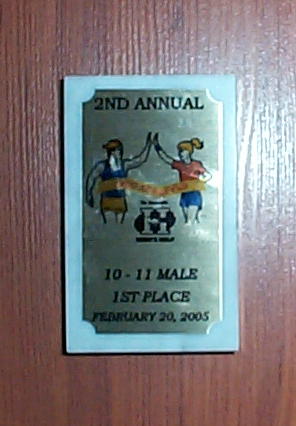 2ND ANNUAL
10 - 11 MALE
1ST PLACE
FEBRUARY 20, 2005